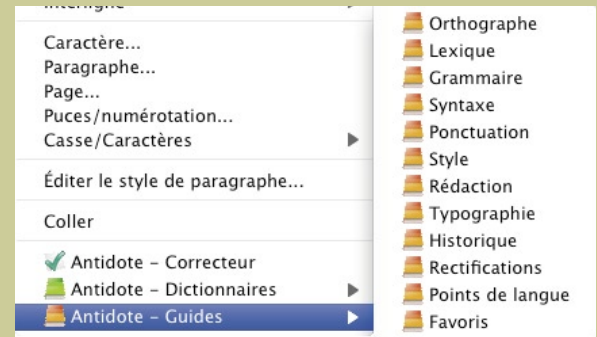 Interligne
Caractère...
Paragraphe...
Page...
Puces/numérotation...
Casse/Caractères
Éditer le style de paragraphe...
Coller
Antidote – Correcteur
Antidote – Dictionnaires
Antidote – Guides
Orthographe
Lexique
Grammaire
Syntaxe
Ponctuation
Style
Rédaction
Typographie
Historique
Rectifications
Points de langue
Favoris